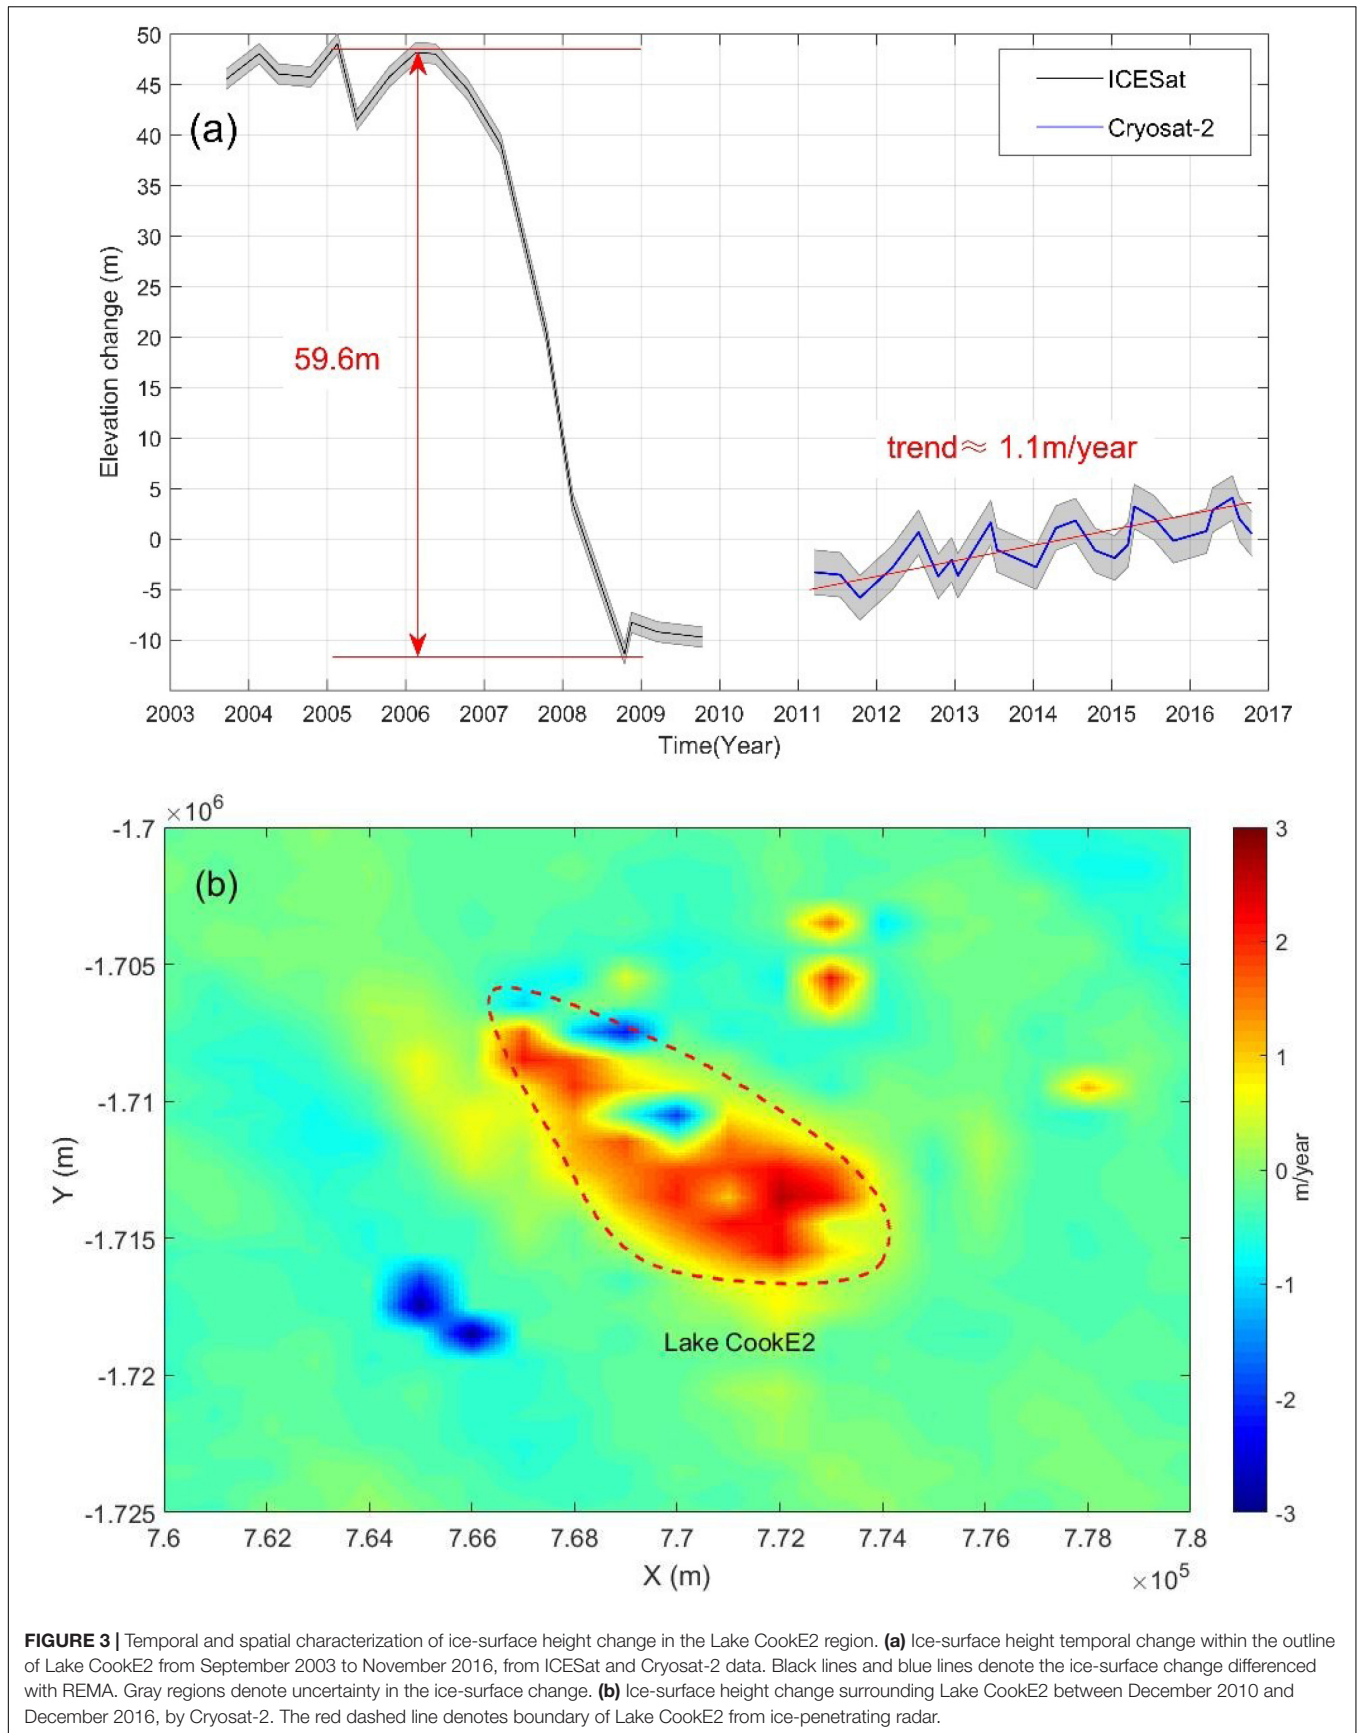 50
45
40
35
30
25
20
15
10
5
0
-5
-10
Elevation change (m)
(a)
ICESat
Cryosat-2
59.6m
trend≈ 1.1m/year
2003 2004 2005 2006 2007 2008 2009 2010 2011 2012 2013 2014 2015 2016 2017
Time(Year)
×10⁶
-1.7
-1.705
-1.71
-1.715
-1.72
-1.725
Y (m)
(b)
Lake CookE2
7.6 7.62 7.64 7.66 7.68 7.7 7.72 7.74 7.76 7.78 7.8
X (m)
×10⁵
3
2
1
0
-1
-2
-3
m/year
FIGURE 3 | Temporal and spatial characterization of ice-surface height change in the Lake CookE2 region. (a) Ice-surface height temporal change within the outline
of Lake CookE2 from September 2003 to November 2016, from ICESat and Cryosat-2 data. Black lines and blue lines denote the ice-surface change differenced
with REMA. Gray regions denote uncertainty in the ice-surface change. (b) Ice-surface height change surrounding Lake CookE2 between December 2010 and
December 2016, by Cryosat-2. The red dashed line denotes boundary of Lake CookE2 from ice-penetrating radar.